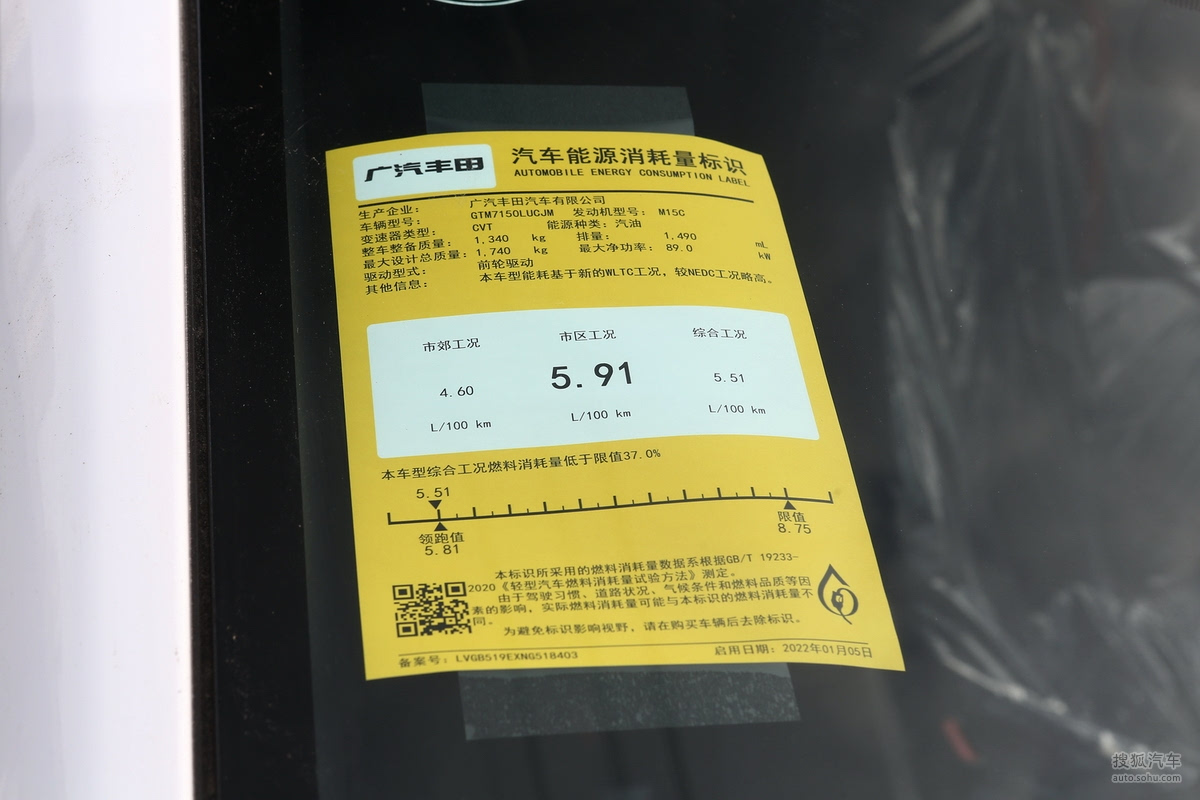 广汽丰田
汽车能源消耗量标识
AUTOMOBILE ENERGY CONSUMPTION LABEL
生产企业： 广汽丰田汽车有限公司
车辆型号： GTM7150LUCJM 发动机型号： M15C
变速器类型： CVT 能源种类： 汽油
整车整备质量： 1,340 kg 排量： 1,490 mL
最大设计总质量： 1,740 kg 最大净功率： 89.0 kW
驱动型式： 前轮驱动
其他信息： 本车型能耗基于新的WLTC工况，较NEDC工况略高。
市郊工况 市区工况 综合工况
4.60 5.91 5.51
L/100 km L/100 km L/100 km
本车型综合工况燃料消耗量低于限值37.0%
5.51
领跑值 限值
5.81 8.75
本标识所采用的燃料消耗量数据系根据GB/T 19233-
2020《轻型汽车燃料消耗量试验方法》测定。
由于驾驶习惯、道路状况、气候条件和燃料品质等因
素的影响，实际燃料消耗量可能与本标识的燃料消耗量不
同。
为避免标识影响视野，请在购买车辆后去除标识。
备案号： LVGB519EXNG518403 启用日期： 2022年01月05日
搜狐汽车
auto.sohu.com